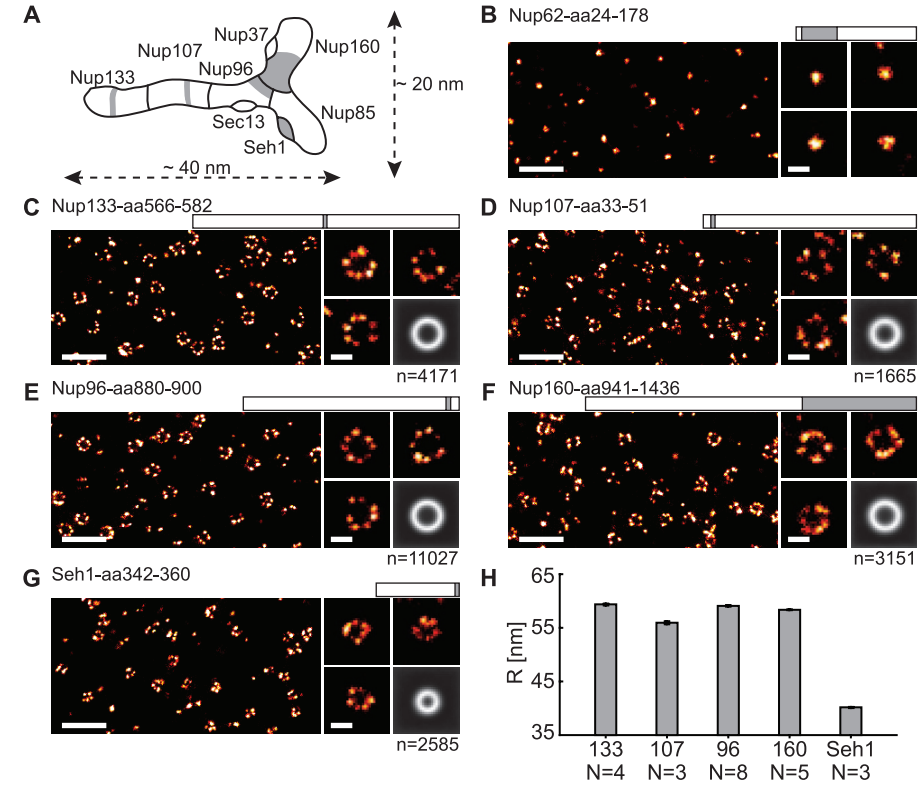 A
Nup37
Nup107
Nup160
Nup133
Nup96
~ 20 nm
Nup85
Sec13
Seh1
~ 40 nm
B Nup62-aa24-178
C Nup133-aa566-582
n=4171
D Nup107-aa33-51
n=1665
E Nup96-aa880-900
n=11027
F Nup160-aa941-1436
n=3151
G Seh1-aa342-360
n=2585
H
R [nm]
65
55
45
35
133 107 96 160 Seh1
N=4 N=3 N=8 N=5 N=3